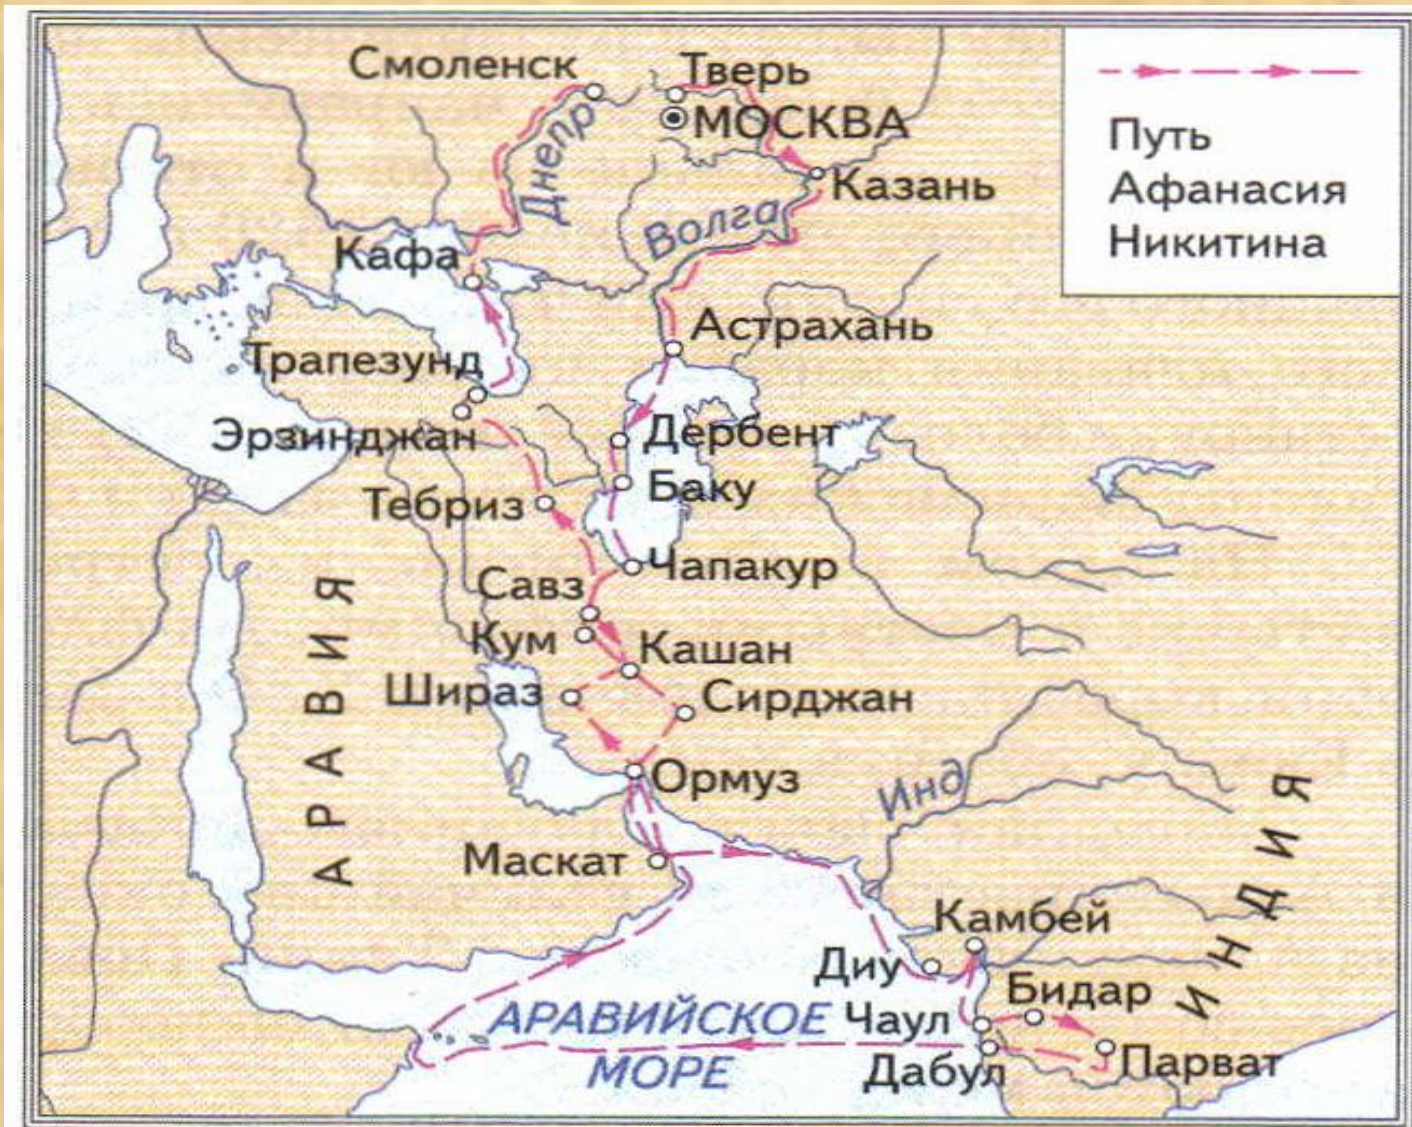 Путь
Афанасия
Никитина
Смоленск
Тверь
МОСКВА
Днепр
Казань
Волга
Кафа
Астрахань
Трапезунд
Эрзинджан
Дербент
Баку
Тебриз
Чапакур
Савз
Кум
Кашан
Шираз
Сирджан
Ормуз
АРАВИЯ
Инд
ИНДИЯ
Маскат
Камбей
Диу
Бидар
Чаул
АРАВИЙСКОЕ
МОРЕ
Дабул
Парват